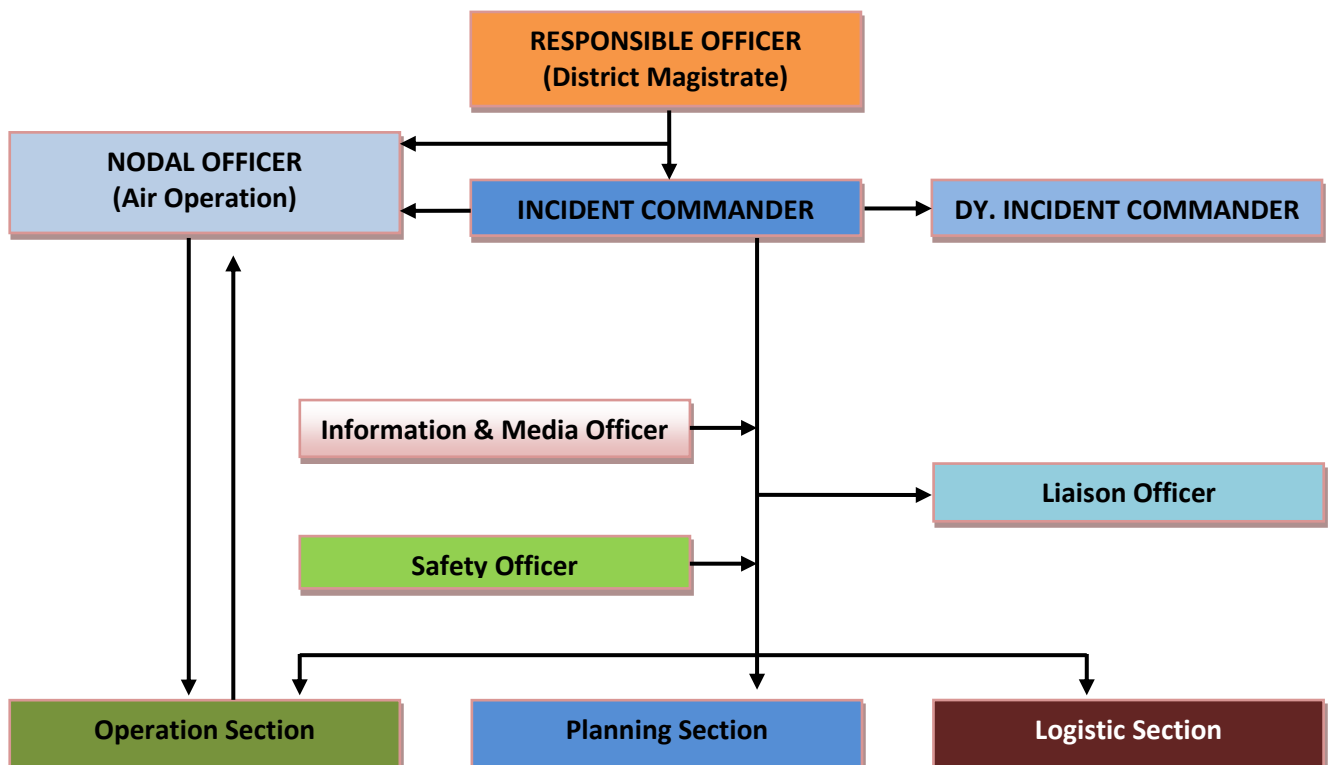 RESPONSIBLE OFFICER
(District Magistrate)
NODAL OFFICER
(Air Operation)
INCIDENT COMMANDER
DY. INCIDENT COMMANDER
Information & Media Officer
Liaison Officer
Safety Officer
Operation Section
Planning Section
Logistic Section